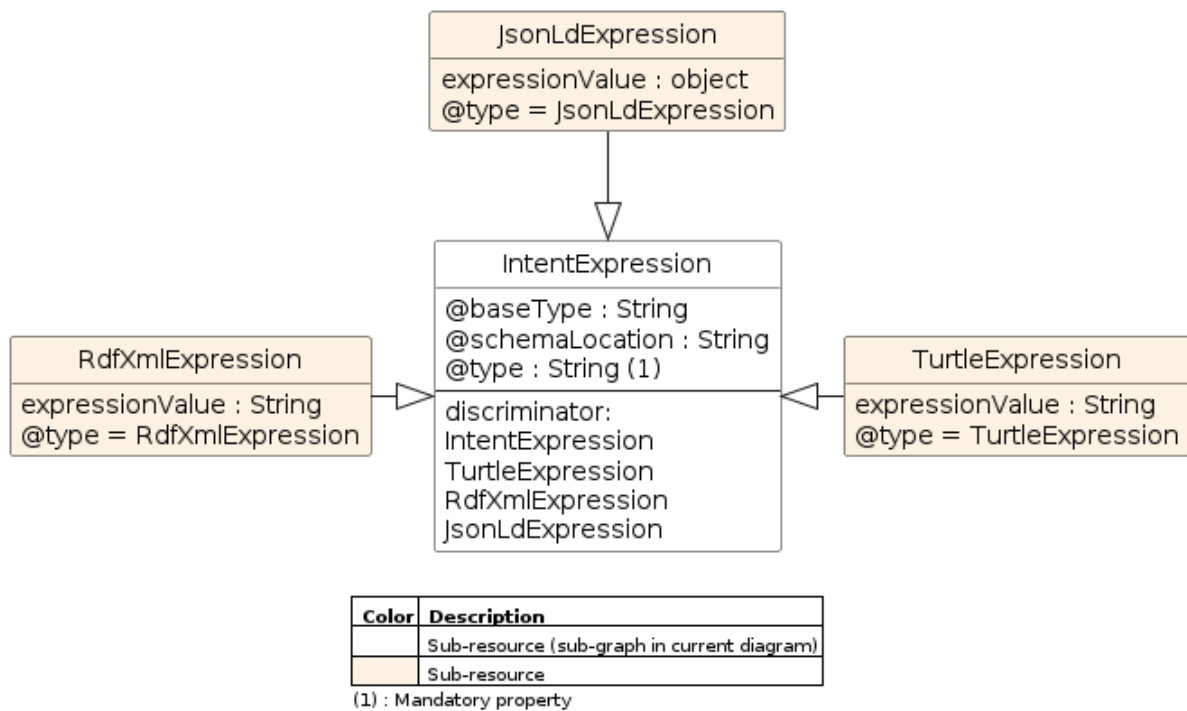 JsonLdExpression
expressionValue : object
@type = JsonLdExpression
IntentExpression
@baseType : String
@schemaLocation : String
@type : String (1)
discriminator:
IntentExpression
TurtleExpression
RdfXmlExpression
JsonLdExpression
RdfXmlExpression
expressionValue : String
@type = RdfXmlExpression
TurtleExpression
expressionValue : String
@type = TurtleExpression
Color Description
Sub-resource (sub-graph in current diagram)
Sub-resource
(1) : Mandatory property